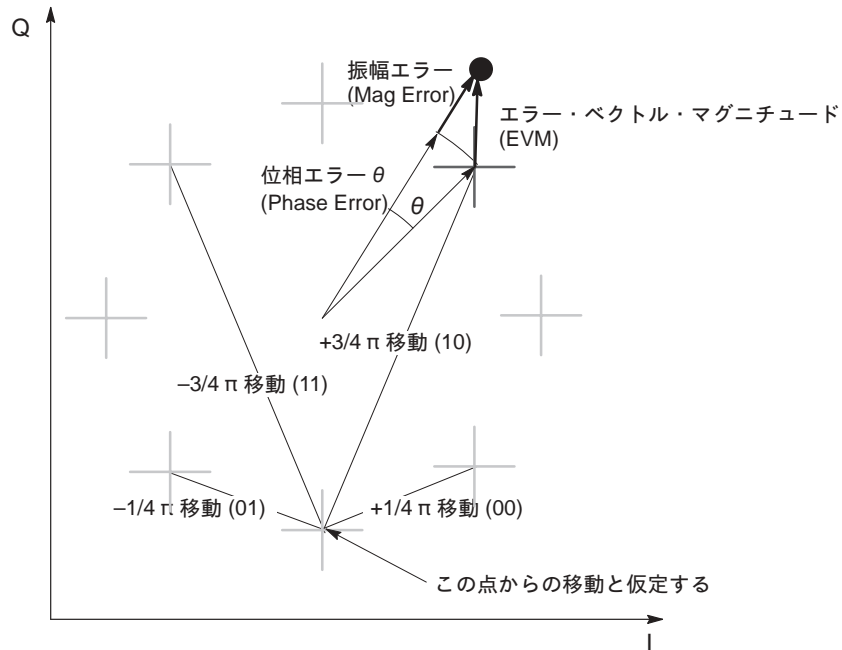 Q
振幅エラー
(Mag Error)
エラー・ベクトル・マグニチュード
(EVM)
位相エラー θ
(Phase Error)
θ
+3/4 π 移動 (10)
–3/4 π 移動 (11)
–1/4 π 移動 (01)
+1/4 π 移動 (00)
この点からの移動と仮定する
I